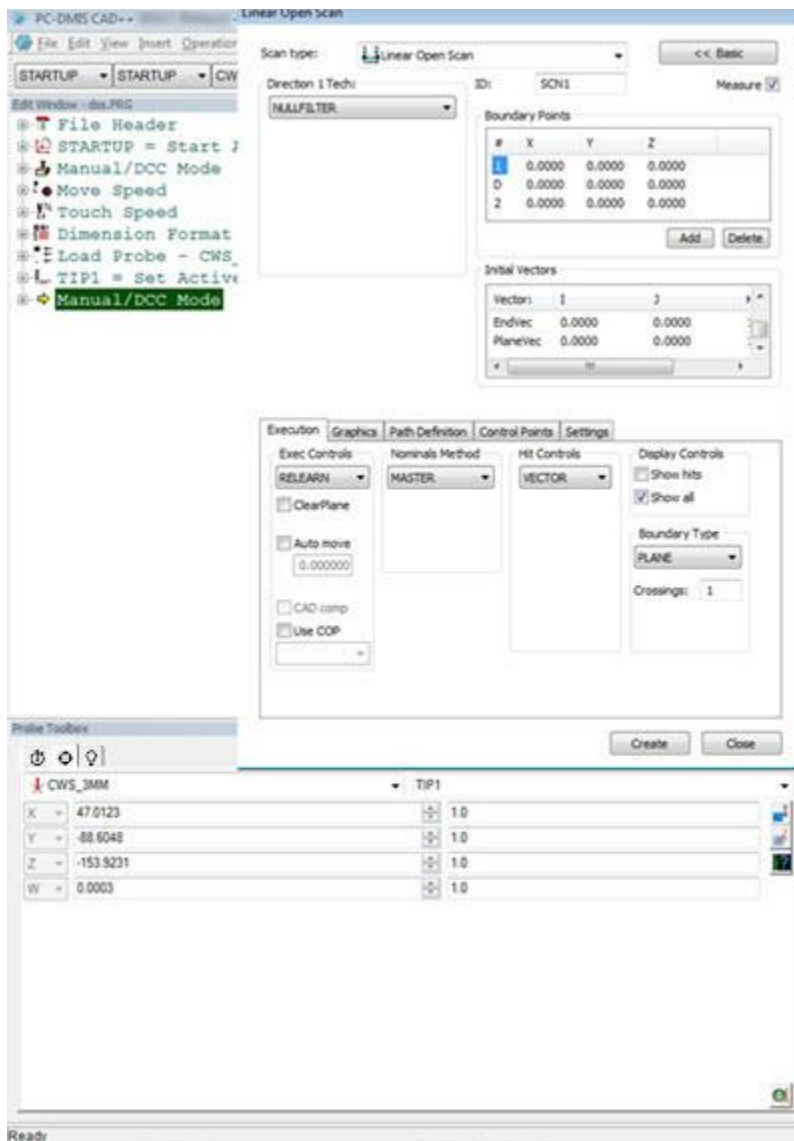 PC-DMIS CAD++
File Edit View Insert Operation
STARTUP STARTUP CW
Edit Window - dos.PRG
File Header
STARTUP = Start
Manual/DCC Mode
Move Speed
Touch Speed
Dimension Format
Load Probe - CWS_
TIP1 = Set Active
Manual/DCC Mode
Linear Open Scan
Scan type: Linear Open Scan << Basic
Direction 1 Tech: ID: SCN1 Measure
NULLFILTER
Boundary Points
# X Y Z
1 0.0000 0.0000 0.0000
D 0.0000 0.0000 0.0000
2 0.0000 0.0000 0.0000
Add Delete
Initial Vectors
Vector: I J
EndVec 0.0000 0.0000
PlaneVec 0.0000 0.0000
Execution Graphics Path Definition Control Points Settings
Exec Controls Nominals Method Hit Controls Display Controls
RELEARN MASTER VECTOR Show hits
ClearPlane Show all
Auto move Boundary Type
0.000000 PLANE
Crossings: 1
CAD comp
Use COP
Create Close
Probe Toolbox
CWS_3MM TIP1
X 47.0123 1.0
Y -88.6048 1.0
Z -153.9231 1.0
W 0.0003 1.0
Ready